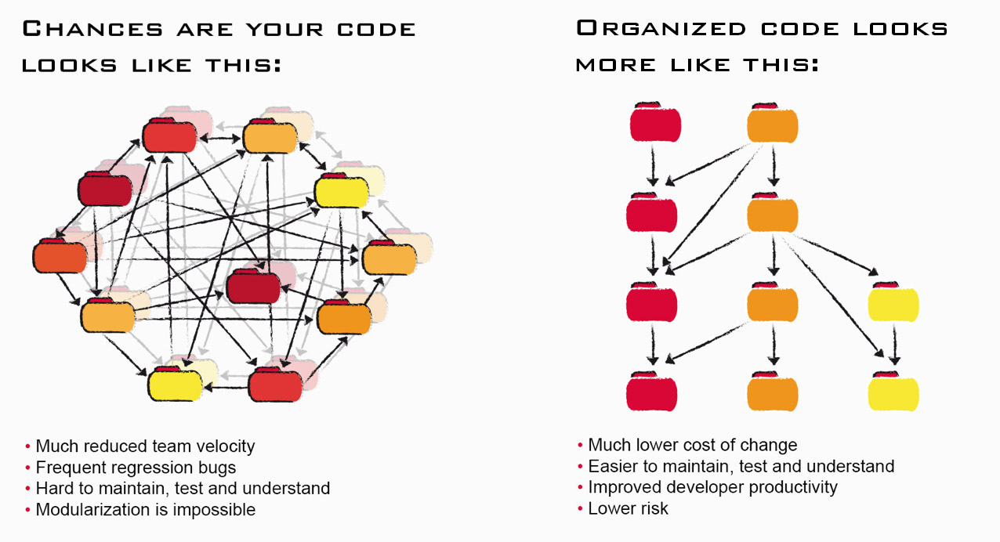 CHANCES ARE YOUR CODE
LOOKS LIKE THIS:
• Much reduced team velocity
• Frequent regression bugs
• Hard to maintain, test and understand
• Modularization is impossible
ORGANIZED CODE LOOKS
MORE LIKE THIS:
• Much lower cost of change
• Easier to maintain, test and understand
• Improved developer productivity
• Lower risk